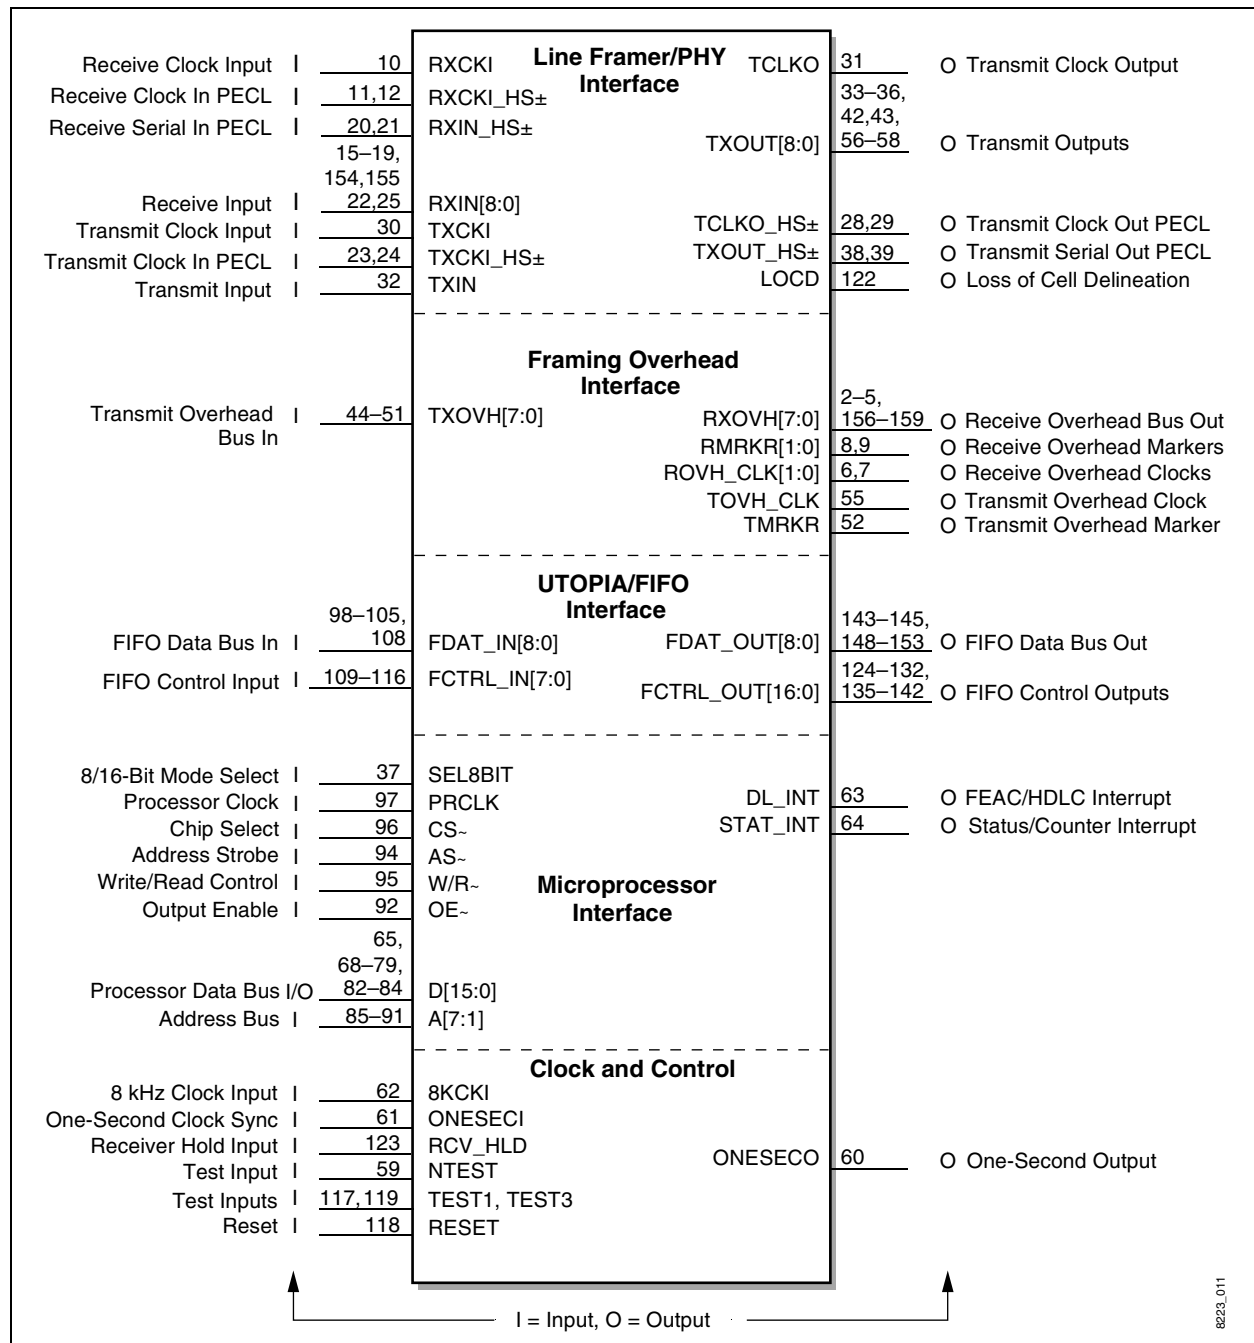 Line Framer/PHY
Interface
Receive Clock Input I 10 RXCKI
Receive Clock In PECL I 11,12 RXCKI_HS±
Receive Serial In PECL I 20,21 RXIN_HS±
15–19,
154,155
Receive Input I 22,25 RXIN[8:0]
Transmit Clock Input I 30 TXCKI
Transmit Clock In PECL I 23,24 TXCKI_HS±
Transmit Input I 32 TXIN
TCLKO 31 O Transmit Clock Output
33–36,
42,43,
TXOUT[8:0] 56–58 O Transmit Outputs
TCLKO_HS± 28,29 O Transmit Clock Out PECL
TXOUT_HS± 38,39 O Transmit Serial Out PECL
LOCD 122 O Loss of Cell Delineation
Framing Overhead
Interface
Transmit Overhead I 44–51 TXOVH[7:0]
Bus In
2–5,
RXOVH[7:0] 156–159 O Receive Overhead Bus Out
RMRKR[1:0] 8,9 O Receive Overhead Markers
ROVH_CLK[1:0] 6,7 O Receive Overhead Clocks
TOVH_CLK 55 O Transmit Overhead Clock
TMRKR 52 O Transmit Overhead Marker
UTOPIA/FIFO
Interface
98–105,
FIFO Data Bus In I 108 FDAT_IN[8:0]
FIFO Control Input I 109–116 FCTRL_IN[7:0]
143–145,
FDAT_OUT[8:0] 148–153 O FIFO Data Bus Out
124–132,
FCTRL_OUT[16:0] 135–142 O FIFO Control Outputs
8/16-Bit Mode Select I 37 SEL8BIT
Processor Clock I 97 PRCLK
Chip Select I 96 CS~
Address Strobe I 94 AS~
Write/Read Control I 95 W/R~
Output Enable I 92 OE~
65,
68–79,
Processor Data Bus I/O 82–84 D[15:0]
Address Bus I 85–91 A[7:1]
Microprocessor
Interface
DL_INT 63 O FEAC/HDLC Interrupt
STAT_INT 64 O Status/Counter Interrupt
Clock and Control
8 kHz Clock Input I 62 8KCKI
One-Second Clock Sync I 61 ONESECI
Receiver Hold Input I 123 RCV_HLD
Test Input I 59 NTEST
Test Inputs I 117,119 TEST1, TEST3
Reset I 118 RESET
ONESECO 60 O One-Second Output
I = Input, O = Output
8223_011